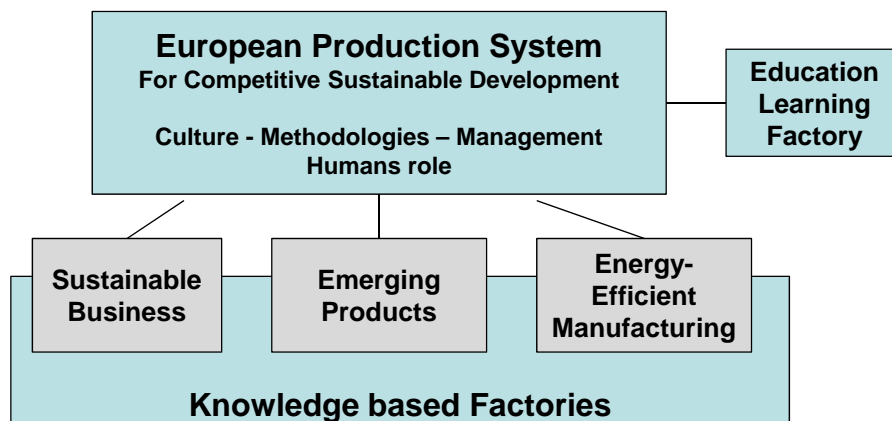 European Production System
For Competitive Sustainable Development
Culture - Methodologies – Management
Humans role
Education
Learning
Factory
Sustainable
Business
Emerging
Products
Energy-
Efficient
Manufacturing
Knowledge based Factories